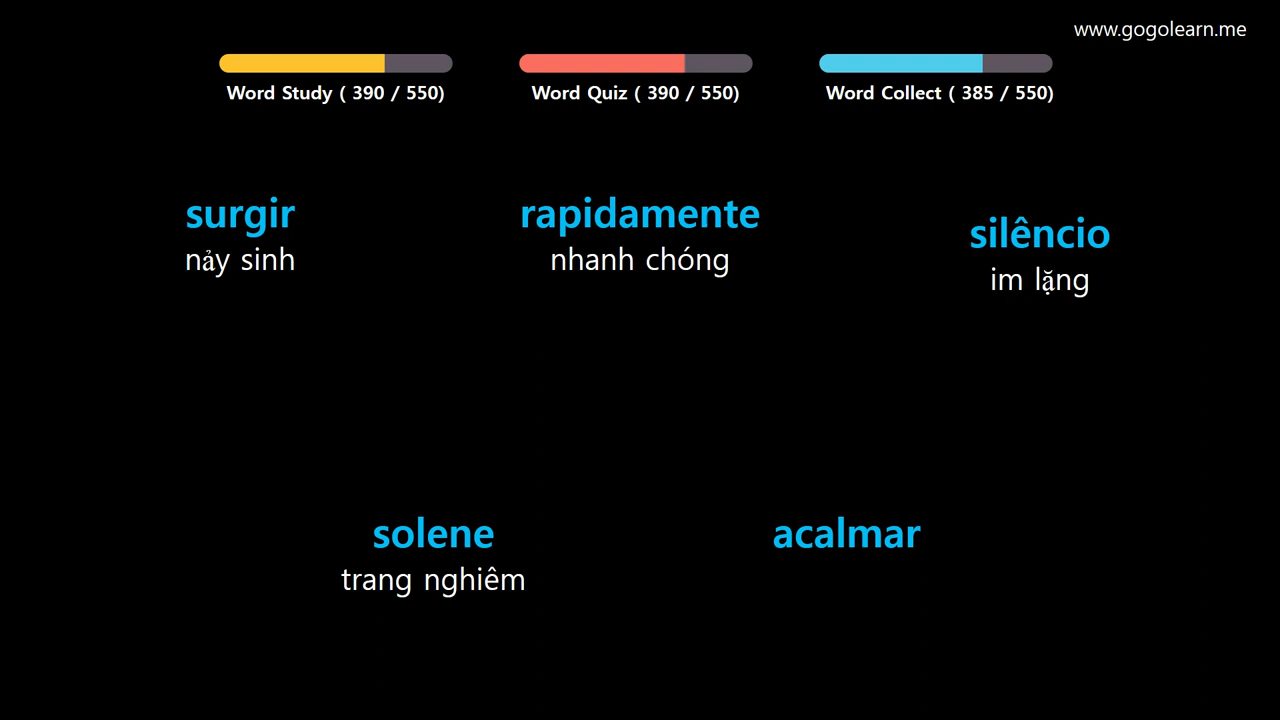 www.gogolearn.me
Word Study ( 390 / 550)
Word Quiz ( 390 / 550)
Word Collect ( 385 / 550)
surgir
nảy sinh
rapidamente
nhanh chóng
silêncio
im lặng
solene
trang nghiêm
acalmar